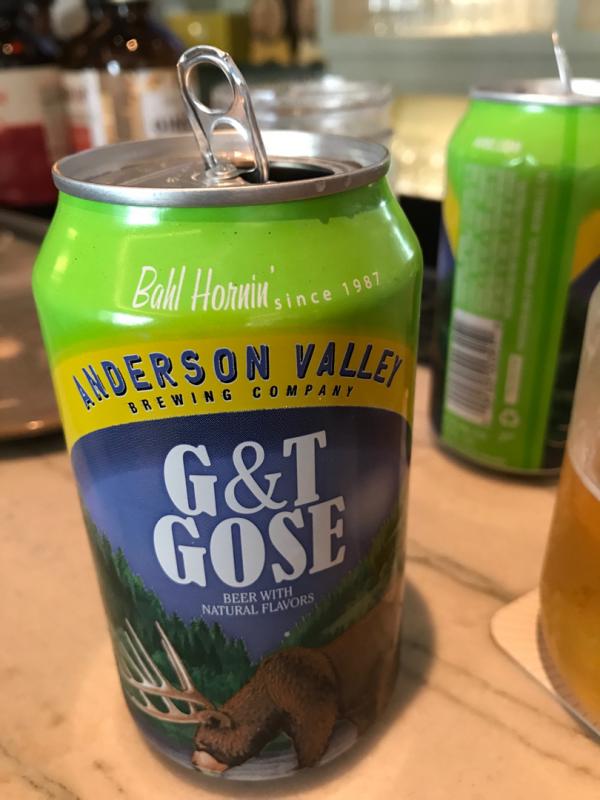 Bahl Hornin' since 1987
ANDERSON VALLEY
BREWING COMPANY
G&T
GOSE
BEER WITH
NATURAL FLAVORS